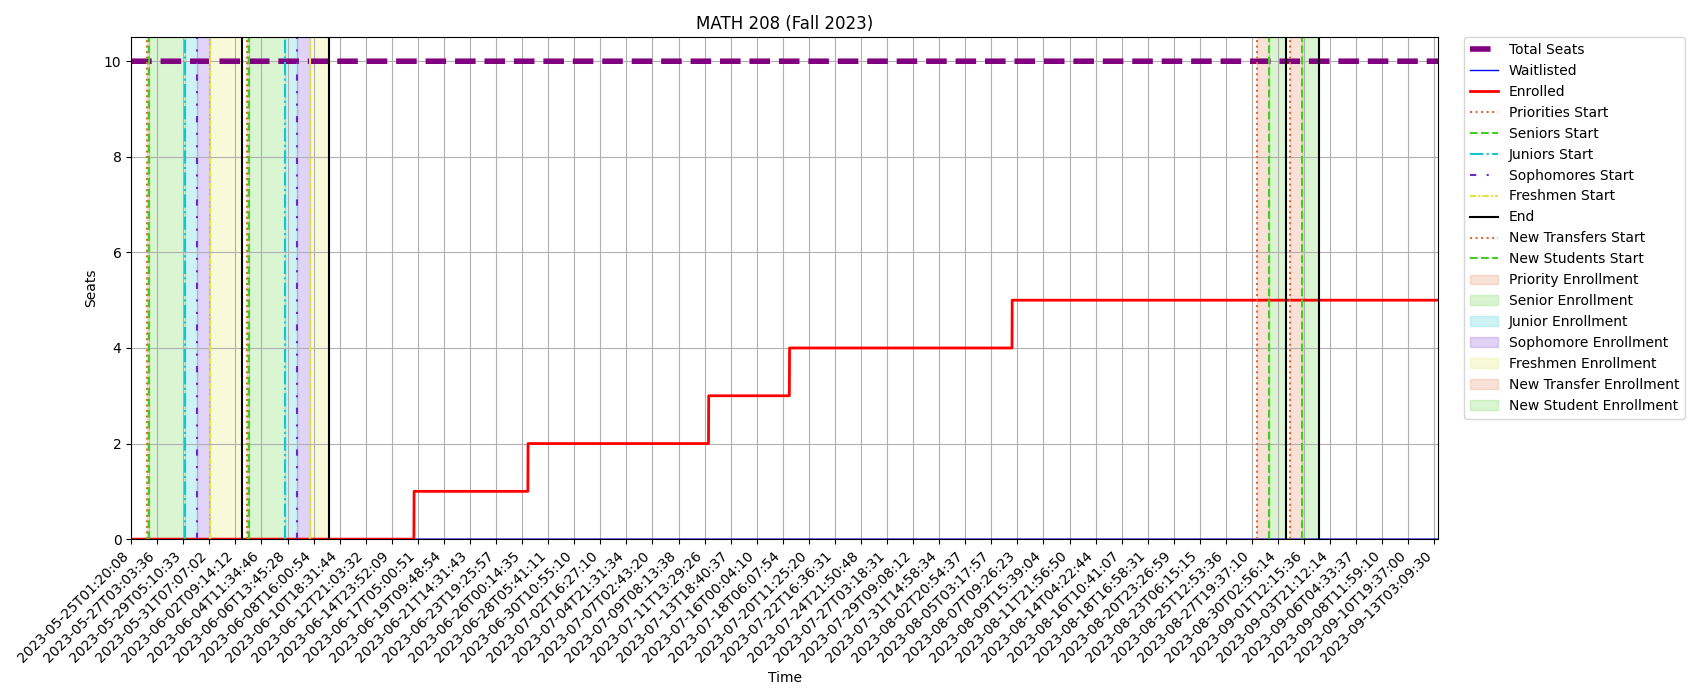 MATH 208 (Fall 2023)
Seats
10
8
6
4
2
0
2023-05-25T01:20:08
2023-05-27T03:03:36
2023-05-29T05:10:33
2023-05-31T07:07:02
2023-06-02T09:14:12
2023-06-04T11:34:46
2023-06-06T13:45:28
2023-06-08T16:00:54
2023-06-10T18:31:44
2023-06-12T21:03:32
2023-06-14T23:52:09
2023-06-17T05:00:51
2023-06-19T09:48:54
2023-06-21T14:31:43
2023-06-23T19:25:57
2023-06-26T00:14:35
2023-06-28T05:41:11
2023-06-30T10:55:10
2023-07-02T16:27:10
2023-07-04T21:31:34
2023-07-07T02:43:20
2023-07-09T08:13:38
2023-07-11T13:29:26
2023-07-13T18:40:37
2023-07-16T00:04:10
2023-07-18T06:07:54
2023-07-20T11:25:20
2023-07-22T16:36:31
2023-07-24T21:50:48
2023-07-27T03:18:31
2023-07-29T09:08:12
2023-07-31T14:58:34
2023-08-02T20:54:37
2023-08-05T03:17:57
2023-08-07T09:26:23
2023-08-09T15:39:04
2023-08-11T21:56:50
2023-08-14T04:22:44
2023-08-16T10:41:07
2023-08-18T16:58:31
2023-08-20T23:26:59
2023-08-23T06:15:15
2023-08-25T12:53:36
2023-08-27T19:37:10
2023-08-30T02:56:14
2023-09-01T12:15:36
2023-09-03T21:12:14
2023-09-06T04:33:37
2023-09-08T11:59:10
2023-09-10T19:37:00
2023-09-13T03:09:30
Time
Total Seats
Waitlisted
Enrolled
Priorities Start
Seniors Start
Juniors Start
Sophomores Start
Freshmen Start
End
New Transfers Start
New Students Start
Priority Enrollment
Senior Enrollment
Junior Enrollment
Sophomore Enrollment
Freshmen Enrollment
New Transfer Enrollment
New Student Enrollment